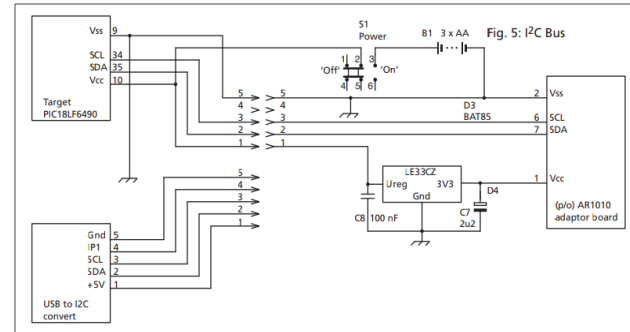 Fig. 5: I²C Bus
S1
Power
B1 3 x AA
1 2 3
'Off' 'On'
4 5 6
Vss 9
SCL 34
SDA 35
Vcc 10
Target
PIC18LF6490
5 5
4 4
3 3
2 2
1 1
D3
BAT85
2 Vss
6 SCL
7 SDA
1 Vcc
(p/o) AR1010
adaptor board
LE33CZ
Ureg 3V3
Gnd
D4
C8 100 nF
C7
2u2
5
4
3
2
1
Gnd 5
IP1 4
SCL 3
SDA 2
+5V 1
USB to I2C
convert